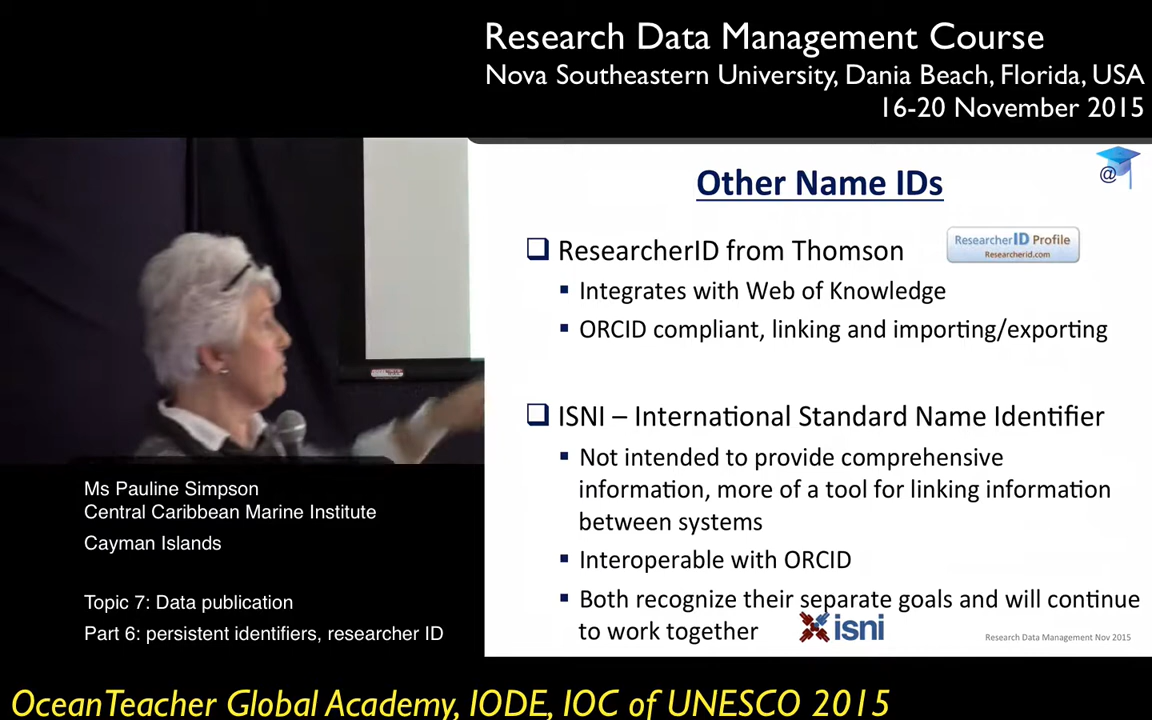 Research Data Management Course
Nova Southeastern University, Dania Beach, Florida, USA
16-20 November 2015
@
Other Name IDs
ResearcherID from Thomson
ResearcherID Profile
Researcherid.com
Integrates with Web of Knowledge
ORCID compliant, linking and importing/exporting
ISNI – International Standard Name Identifier
Not intended to provide comprehensive
information, more of a tool for linking information
between systems
Interoperable with ORCID
Both recognize their separate goals and will continue
to work together
isni
Research Data Management Nov 2015
Ms Pauline Simpson
Central Caribbean Marine Institute
Cayman Islands
Topic 7: Data publication
Part 6: persistent identifiers, researcher ID
OceanTeacher Global Academy, IODE, IOC of UNESCO 2015